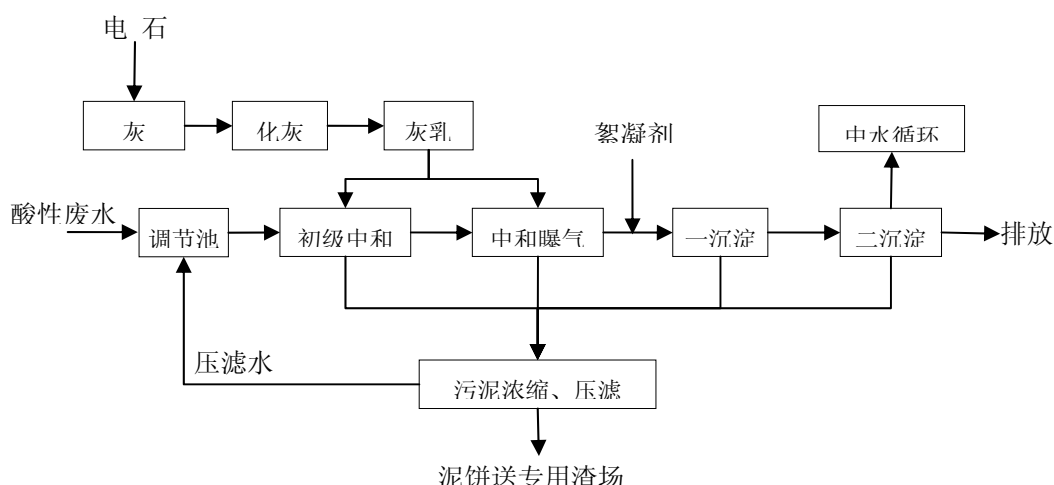 电 石
灰
化灰
灰乳
絮凝剂
中水循环
酸性废水
调节池
初级中和
中和曝气
一沉淀
二沉淀
排放
压滤水
污泥浓缩、压滤
泥饼送专用渣场